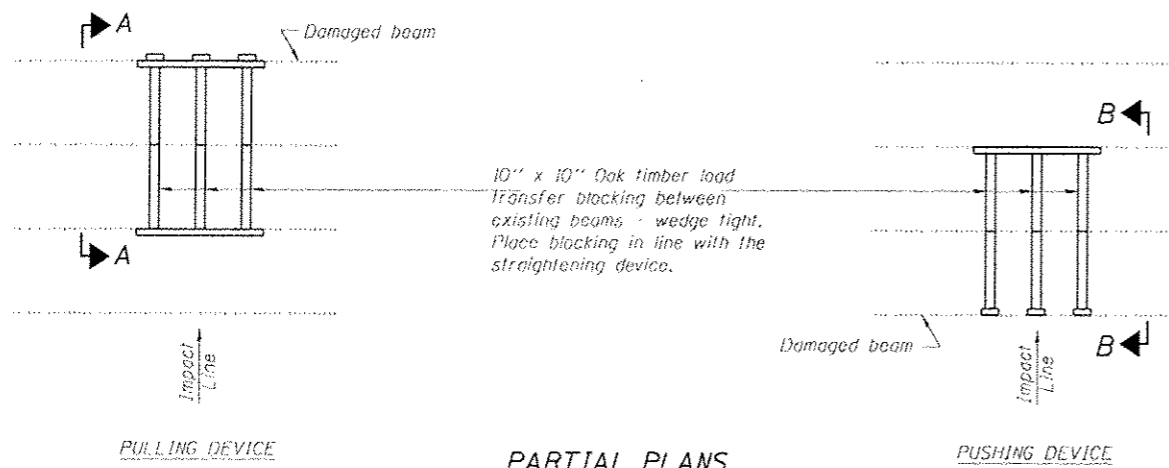 A
Damaged beam
B
10" x 10" Oak timber load
Transfer blocking between
existing beams - wedge tight.
Place blocking in line with the
straightening device.
A
Damaged beam
B
Impact
Line
Impact
Line
PULLING DEVICE
PARTIAL PLANS
PUSHING DEVICE